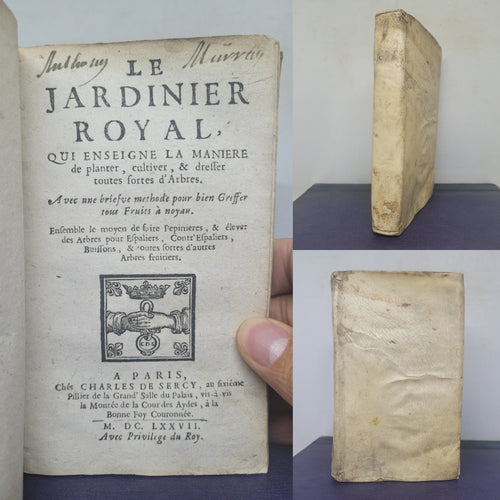 Anthony Murray
LE
JARDINIER
ROYAL,
QUI ENSEIGNE LA MANIERE
de planter, cultiver, & dresser
toutes sortes d'Arbres.
Avec une briefve methode pour bien Greffer
tous Fruits à noyau.
Ensemble le moyen de faire Pepinieres, & élever
des Arbres pour Espaliers, Contr'Espaliers,
Buissons, & toutes sortes d'autres
Arbres fruitiers.
CDS
A PARIS,
Chés CHARLES DE SERCY, au sixiéme
Pillier de la Grand' Salle du Palais, vis-à-vis
la Montée de la Cour des Aydes, à la
Bonne Foy Couronnée.
M. DC. LXXVII.
Avec Privilege du Roy.